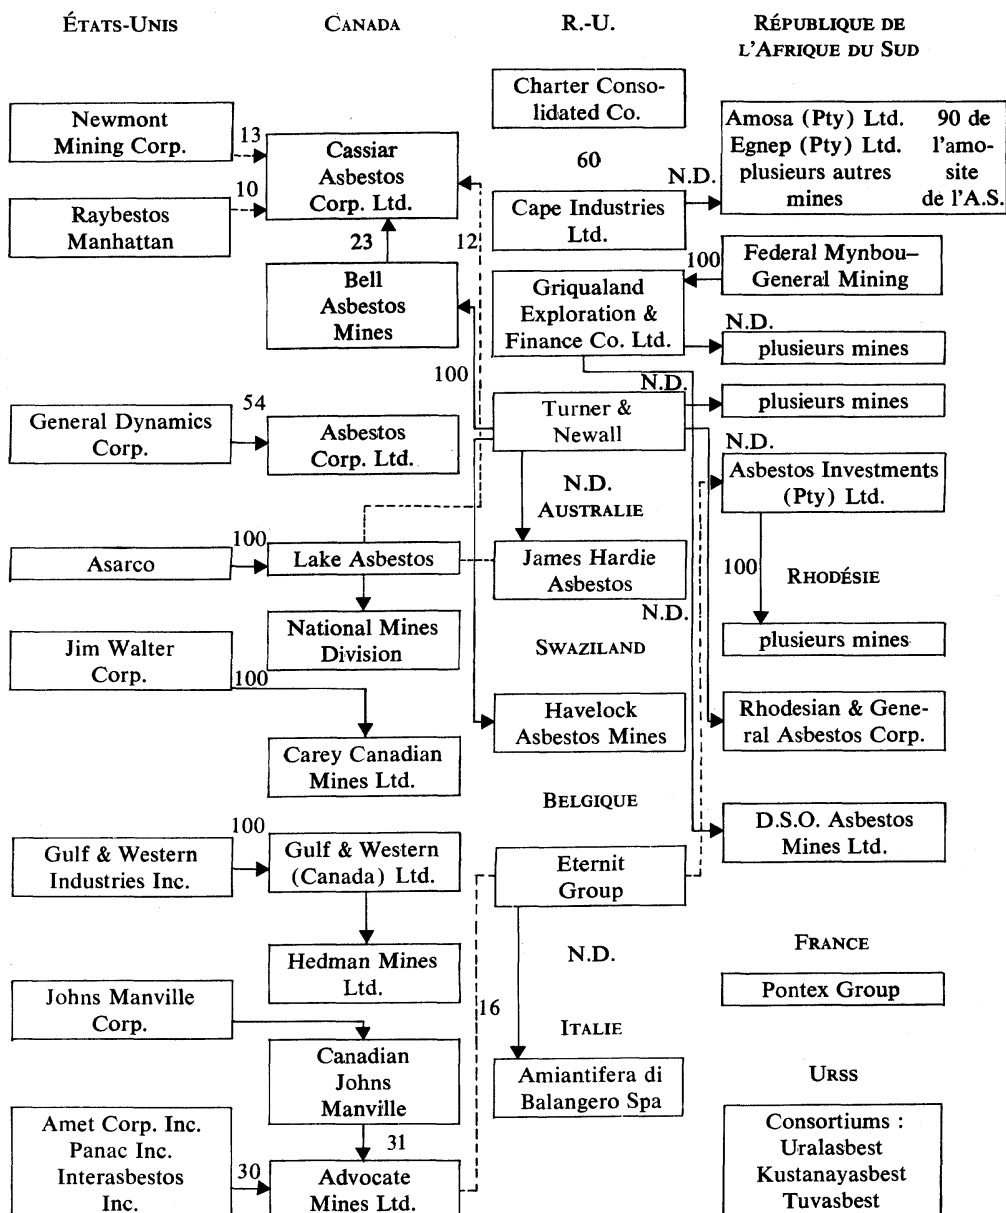 ÉTATS-UNIS
CANADA
R.-U.
RÉPUBLIQUE DE
L'AFRIQUE DU SUD
Newmont
Mining Corp.
13
Raybestos
Manhattan
10
General Dynamics
Corp.
54
Asarco
100
Jim Walter
Corp.
100
Gulf & Western
Industries Inc.
100
Johns Manville
Corp.
Amet Corp. Inc.
Panac Inc.
Interasbestos
Inc.
30
Cassiar
Asbestos
Corp. Ltd.
23
12
Bell
Asbestos
Mines
100
Asbestos
Corp. Ltd.
Lake Asbestos
National Mines
Division
Carey Canadian
Mines Ltd.
Gulf & Western
(Canada) Ltd.
Hedman Mines
Ltd.
Canadian
Johns
Manville
31
Advocate
Mines Ltd.
16
Charter Conso-
lidated Co.
60
Cape Industries
Ltd.
N.D.
Griqualand
Exploration &
Finance Co. Ltd.
100
N.D.
Turner &
Newall
N.D.
N.D.
AUSTRALIE
James Hardie
Asbestos
N.D.
SWAZILAND
Havelock
Asbestos Mines
BELGIQUE
Eternit
Group
N.D.
ITALIE
Amiantifera di
Balangero Spa
Amosa (Pty) Ltd. 90 de
Egnep (Pty) Ltd. l'amo-
plusieurs autres site
mines de l'A.S.
Federal Mynbou–
General Mining
plusieurs mines
plusieurs mines
N.D.
Asbestos Investments
(Pty) Ltd.
100
RHODÉSIE
plusieurs mines
Rhodesian & Gene-
ral Asbestos Corp.
D.S.O. Asbestos
Mines Ltd.
FRANCE
Pontex Group
URSS
Consortiums :
Uralasbest
Kustanayasbest
Tuvasbest